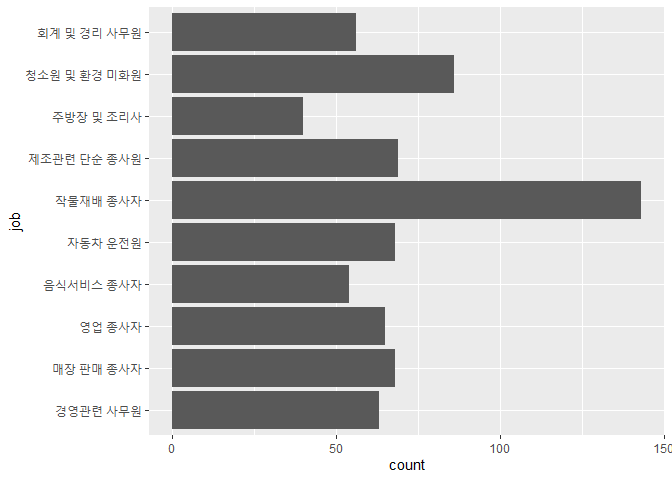 회계 및 경리 사무원
청소원 및 환경 미화원
주방장 및 조리사
제조관련 단순 종사원
작물재배 종사자
자동차 운전원
음식서비스 종사자
영업 종사자
매장 판매 종사자
경영관련 사무원
job
0 50 100 150
count